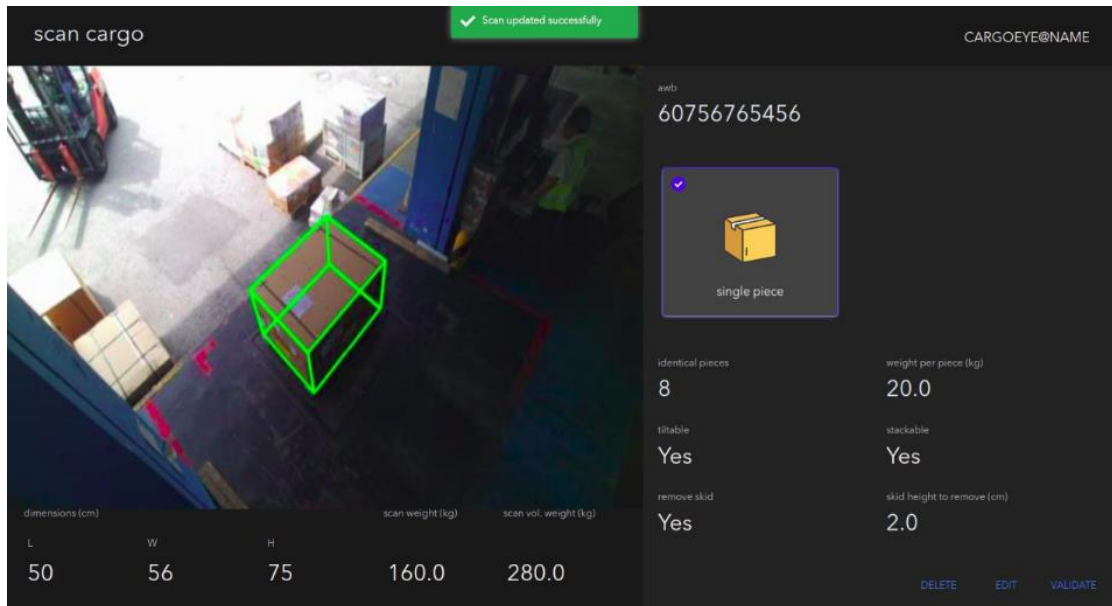 scan cargo
Scan updated successfully
CARGOEYE@NAME
awb
60756765456
single piece
identical pieces
8
weight per piece (kg)
20.0
tiltable
Yes
stackable
Yes
remove skid
Yes
skid height to remove (cm)
2.0
dimensions (cm)
L
50
W
56
H
75
scan weight (kg)
160.0
scan vol. weight (kg)
280.0
DELETE
EDIT
VALIDATE